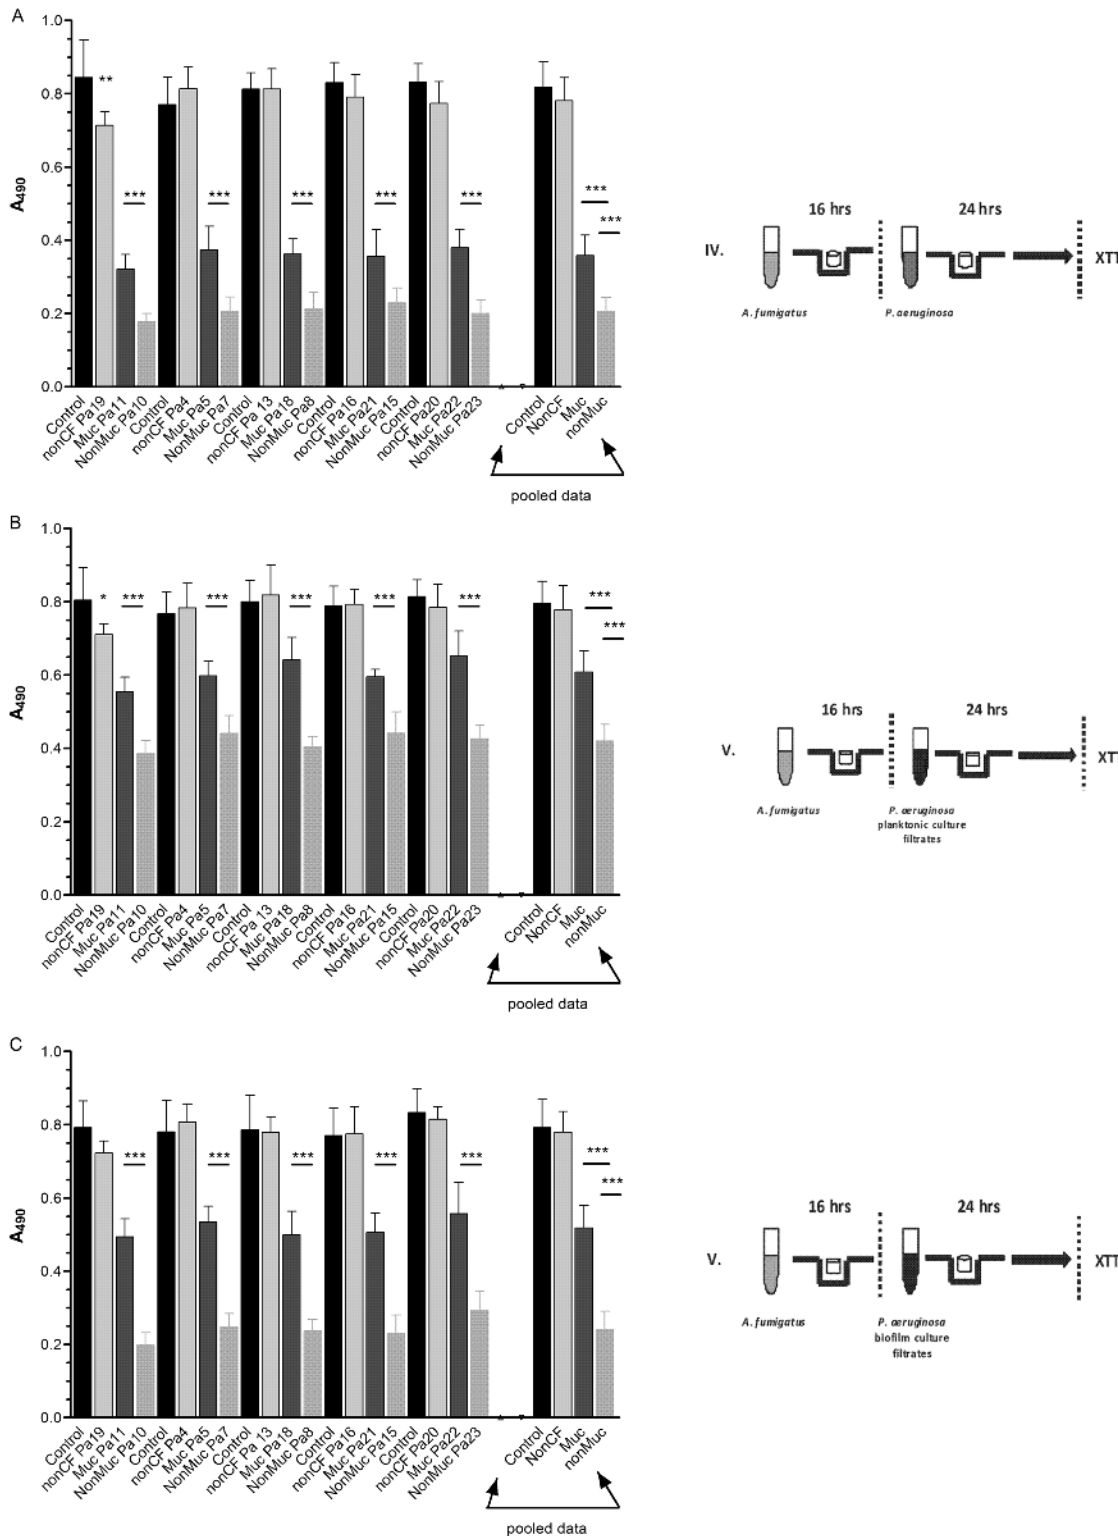 A
1.0
0.8
0.6
0.4
0.2
0.0
A490
**
***
***
***
***
***
***
***
Control
nonCF Pa19
Muc Pa11
NonMuc Pa10
Control
nonCF Pa4
Muc Pa5
NonMuc Pa7
Control
nonCF Pa 13
Muc Pa18
NonMuc Pa8
Control
nonCF Pa16
Muc Pa21
NonMuc Pa15
Control
nonCF Pa20
Muc Pa22
NonMuc Pa23
Control
NonCF
Muc
nonMuc
pooled data
16 hrs
24 hrs
IV.
XTT
A. fumigatus
P. aeruginosa
B
1.0
0.8
0.6
0.4
0.2
0.0
A490
*
***
***
***
***
***
***
***
Control
nonCF Pa19
Muc Pa11
NonMuc Pa10
Control
nonCF Pa4
Muc Pa5
NonMuc Pa7
Control
nonCF Pa 13
Muc Pa18
NonMuc Pa8
Control
nonCF Pa16
Muc Pa21
NonMuc Pa15
Control
nonCF Pa20
Muc Pa22
NonMuc Pa23
Control
NonCF
Muc
nonMuc
pooled data
16 hrs
24 hrs
V.
XTT
A. fumigatus
P. aeruginosa
planktonic culture
filtrates
C
1.0
0.8
0.6
0.4
0.2
0.0
A490
***
***
***
***
***
***
***
Control
nonCF Pa19
Muc Pa11
NonMuc Pa10
Control
nonCF Pa4
Muc Pa5
NonMuc Pa7
Control
nonCF Pa 13
Muc Pa18
NonMuc Pa8
Control
nonCF Pa16
Muc Pa21
NonMuc Pa15
Control
nonCF Pa20
Muc Pa22
NonMuc Pa23
Control
NonCF
Muc
nonMuc
pooled data
16 hrs
24 hrs
V.
XTT
A. fumigatus
P. aeruginosa
biofilm culture
filtrates